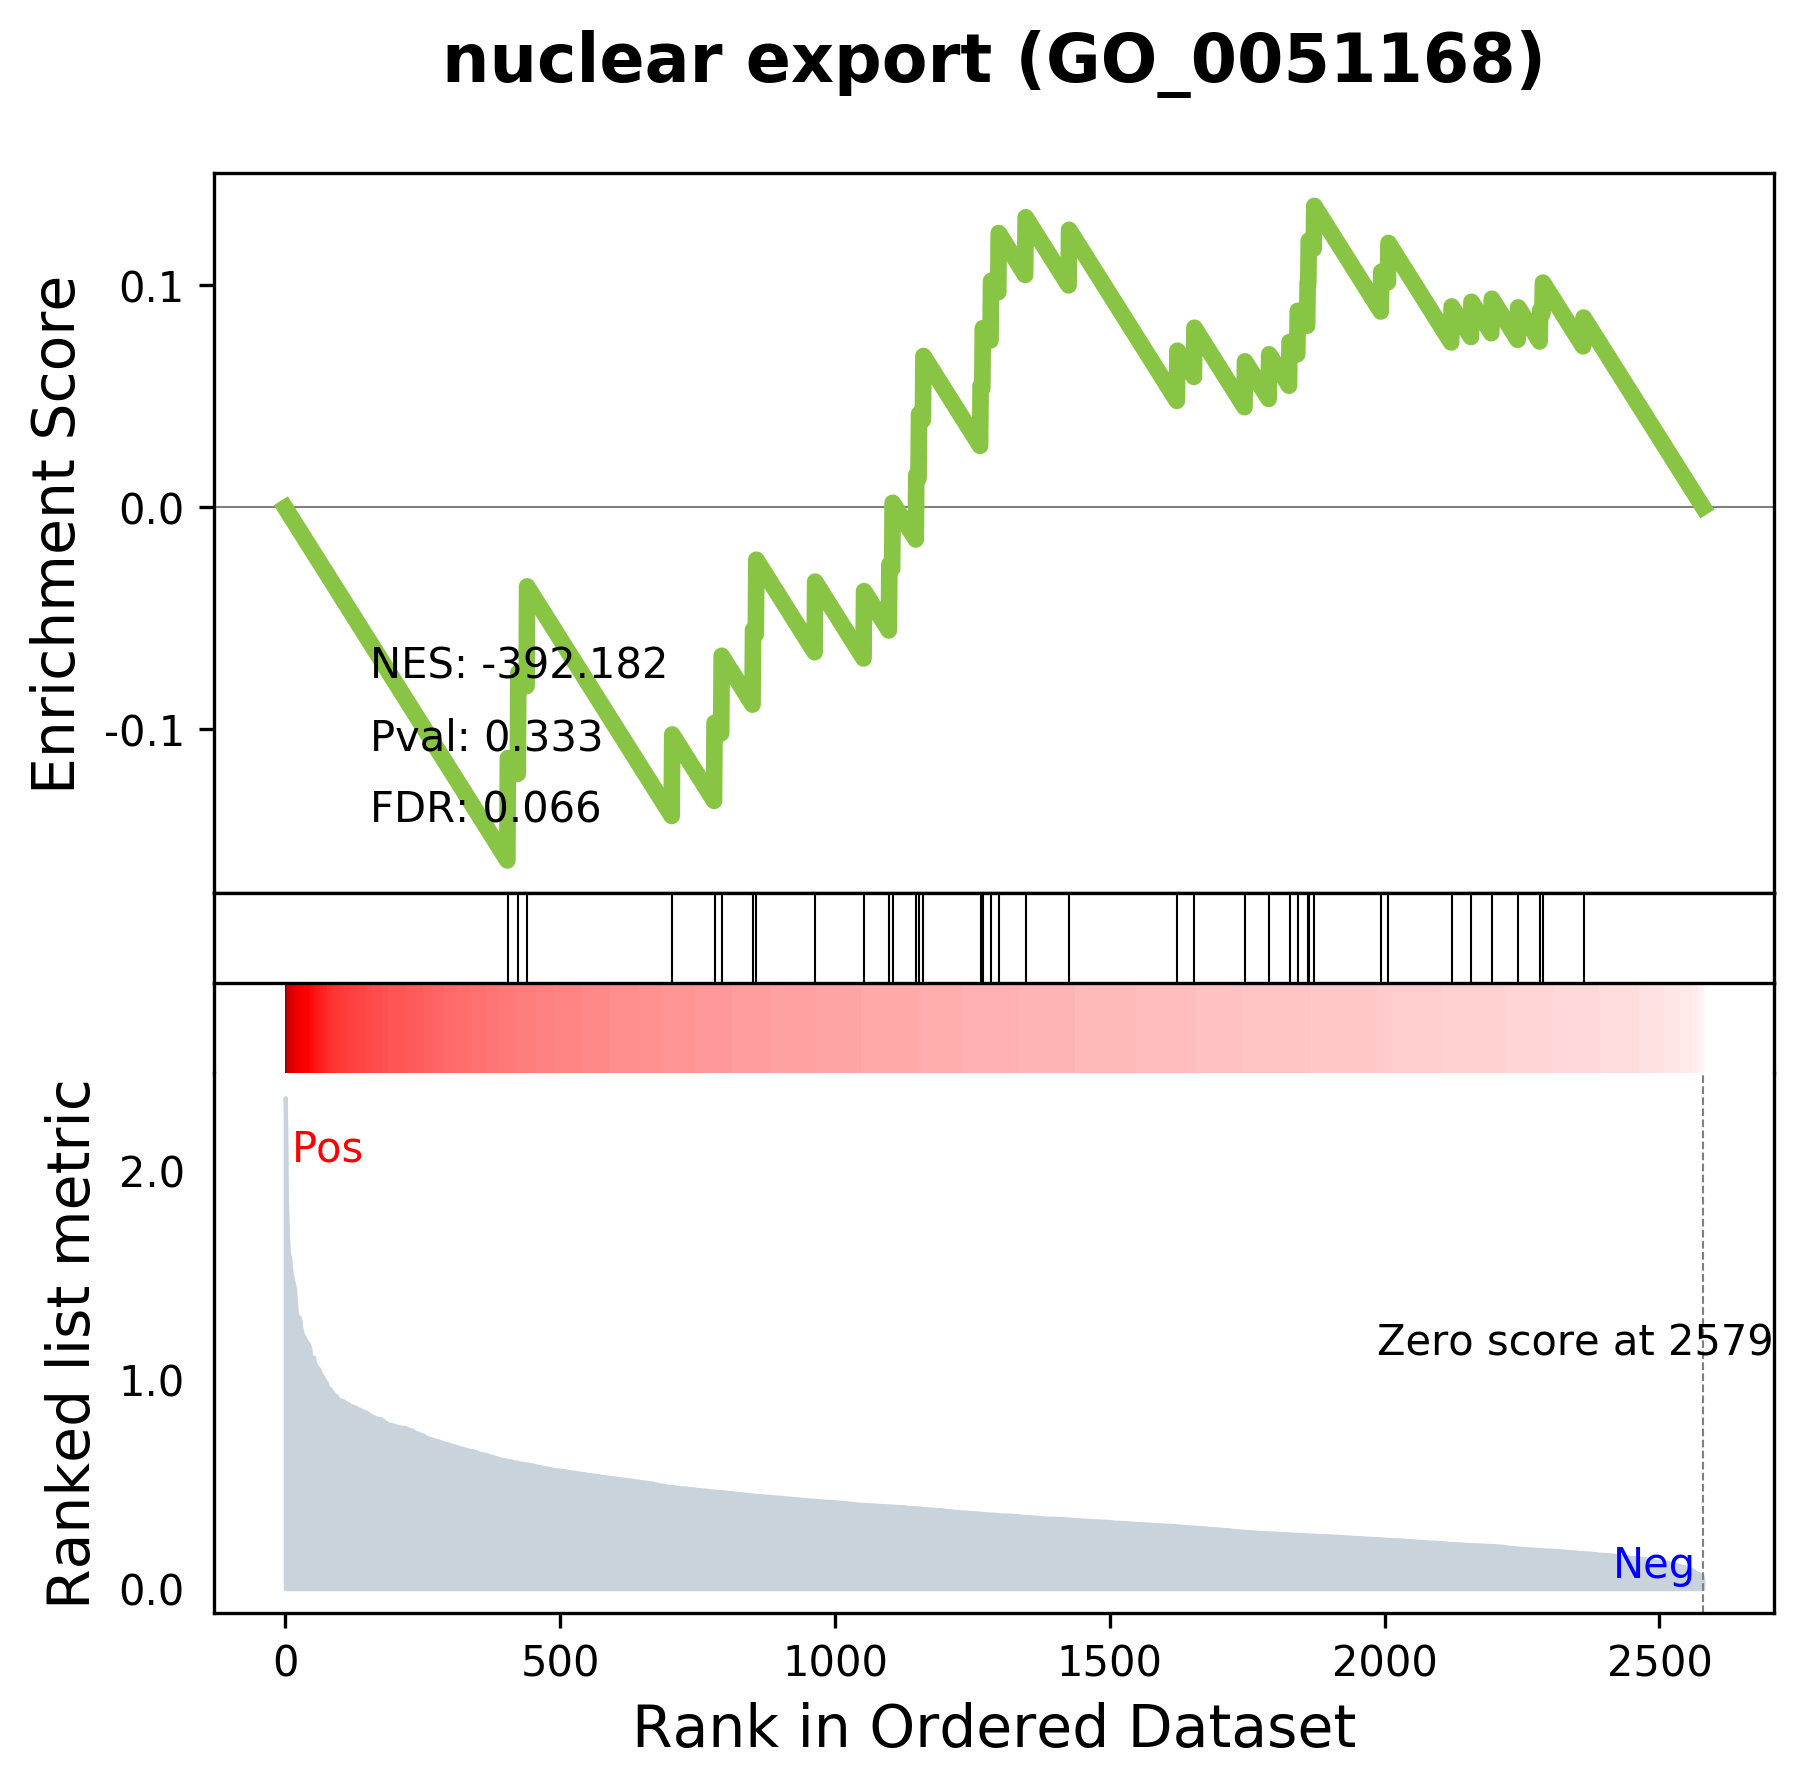 nuclear export (GO_0051168)
Enrichment Score
0.1
0.0
-0.1
NES: -392.182
Pval: 0.333
FDR: 0.066
Ranked list metric
2.0
1.0
0.0
Pos
Zero score at 2579
Neg
0 500 1000 1500 2000 2500
Rank in Ordered Dataset